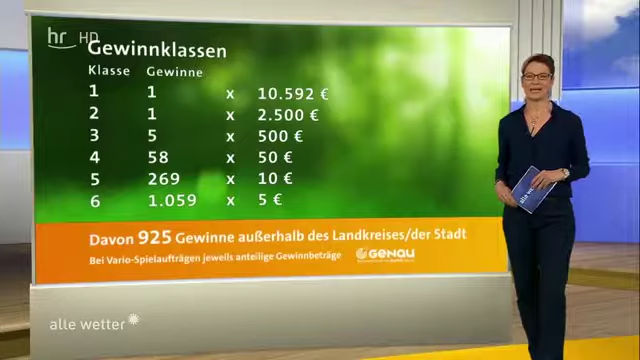 hr HD
Gewinnklassen
Klasse Gewinne
1 1 x 10.592 €
2 1 x 2.500 €
3 5 x 500 €
4 58 x 50 €
5 269 x 10 €
6 1.059 x 5 €
Davon 925 Gewinne außerhalb des Landkreises/der Stadt
Bei Vario-Spielaufträgen jeweils anteilige Gewinnbeträge
GENAU
alle wetter
alle we